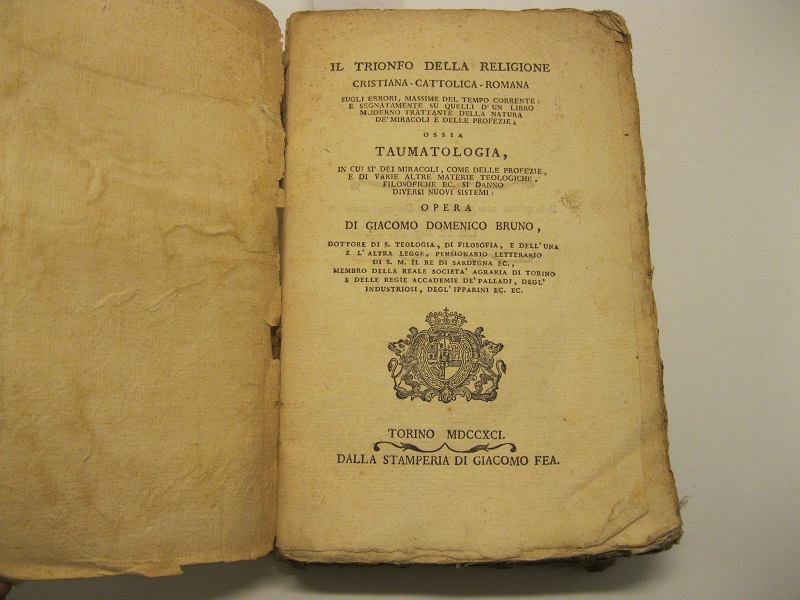 IL TRIONFO DELLA RELIGIONE
CRISTIANA-CATTOLICA-ROMANA
SUGLI ERRORI, MASSIME DEL TEMPO CORRENTE:
E SEGNATAMENTE SU QUELLI D'UN LIBRO
MODERNO TRATTANTE DELLA NATURA
DE' MIRACOLI E DELLE PROFEZIE;
OSSIA
TAUMATOLOGIA,
IN CUI SI' DEI MIRACOLI, COME DELLE PROFEZIE,
E DI VARIE ALTRE MATERIE TEOLOGICHE,
FILOSOFICHE EC. SI DANNO
DIVERSI NUOVI SISTEMI:
OPERA
DI GIACOMO DOMENICO BRUNO,
DOTTORE DI S. TEOLOGIA, DI FILOSOFIA, E DELL'UNA
E L'ALTRA LEGGE, PENSIONARIO LETTERARIO
DI S. M. IL RE DI SARDEGNA EC.,
MEMBRO DELLA REALE SOCIETA' AGRARIA DI TORINO
E DELLE REGIE ACCADEMIE DE' PALLADJ, DEGL'
INDUSTRIOSI, DEGL' IPPARINI EC. EC.
TORINO MDCCXCI.
DALLA STAMPERIA DI GIACOMO FEA.